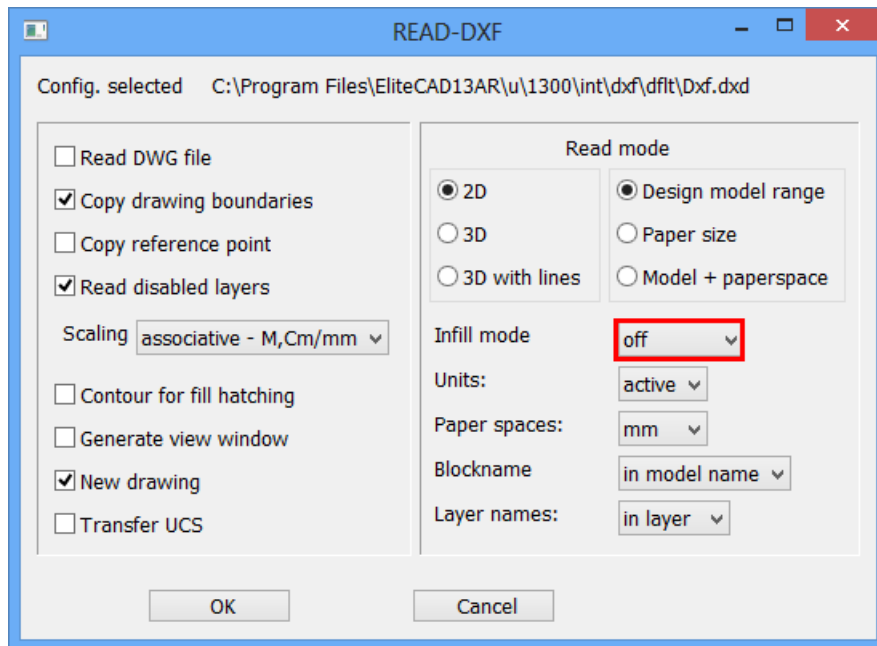 READ-DXF
Config. selected C:\Program Files\EliteCAD13AR\u\1300\int\dxf\dflt\Dxf.dxd
Read DWG file
Copy drawing boundaries
Copy reference point
Read disabled layers
Scaling associative - M,Cm/mm
Contour for fill hatching
Generate view window
New drawing
Transfer UCS
Read mode
2D
3D
3D with lines
Design model range
Paper size
Model + paperspace
Infill mode off
Units: active
Paper spaces: mm
Blockname in model name
Layer names: in layer
OK
Cancel